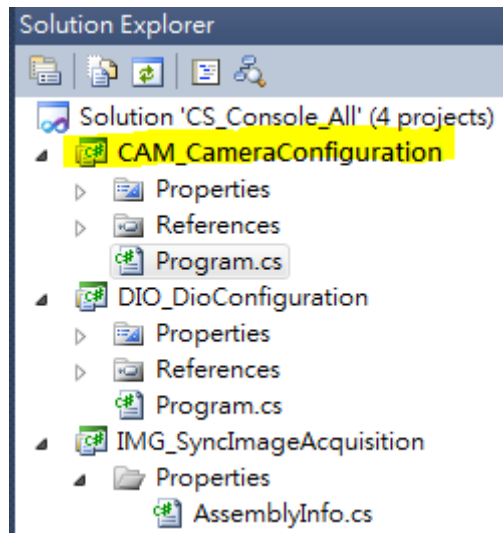 Solution Explorer
Solution 'CS_Console_All' (4 projects)
CAM_CameraConfiguration
Properties
References
Program.cs
DIO_DioConfiguration
Properties
References
Program.cs
IMG_SyncImageAcquisition
Properties
AssemblyInfo.cs